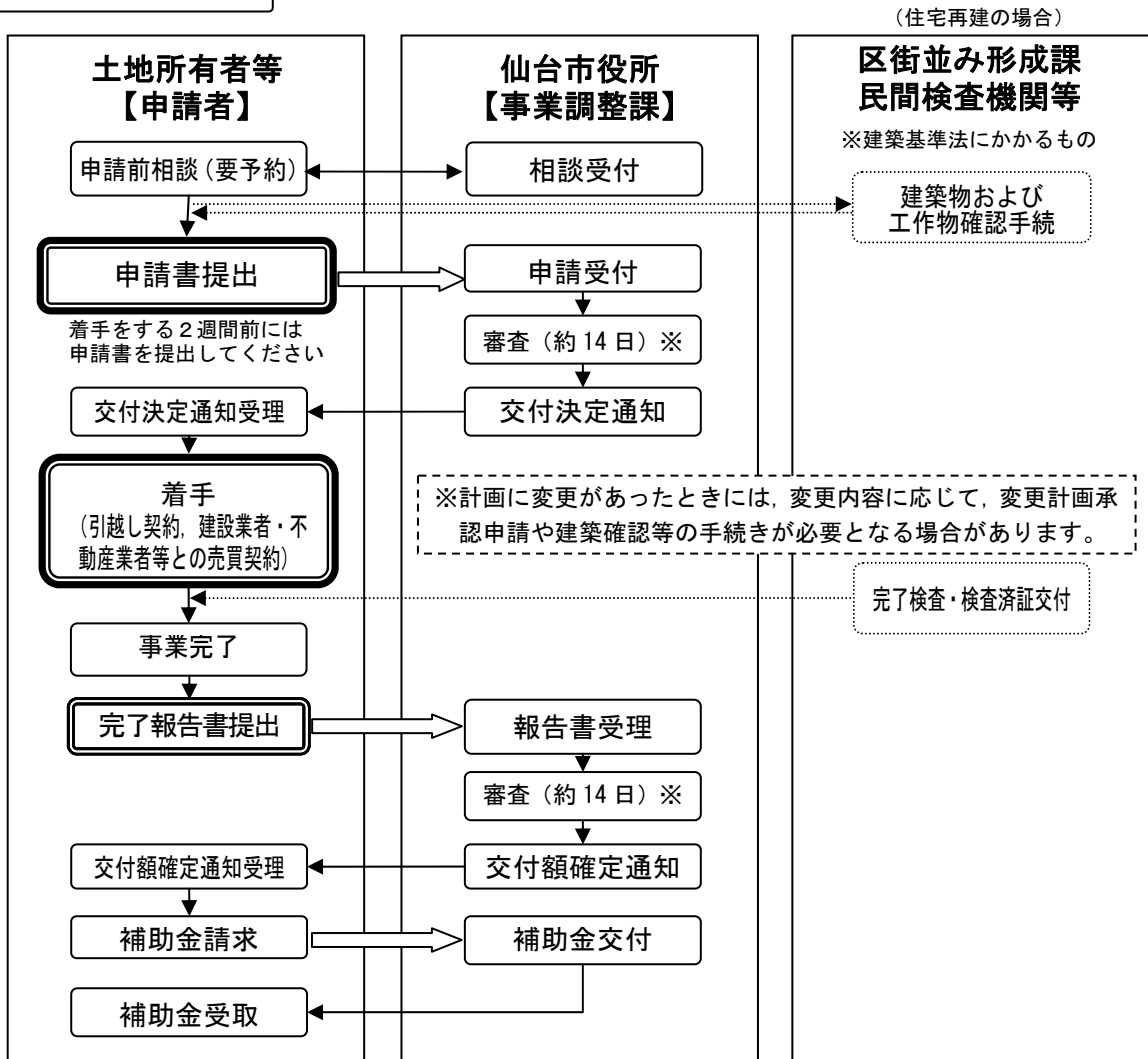 （住宅再建の場合）
土地所有者等
【申請者】
仙台市役所
【事業調整課】
区街並み形成課
民間検査機関等
※建築基準法にかかるもの
申請前相談（要予約）
相談受付
建築物および
工作物確認手続
申請書提出
申請受付
着手をする２週間前には
申請書を提出してください
審査（約14日）※
交付決定通知受理
交付決定通知
着手
（引越し契約，建設業者・不
動産業者等との売買契約）
※計画に変更があったときには，変更内容に応じて，変更計画承
認申請や建築確認等の手続きが必要となる場合があります。
完了検査・検査済証交付
事業完了
完了報告書提出
報告書受理
審査（約14日）※
交付額確定通知受理
交付額確定通知
補助金請求
補助金交付
補助金受取